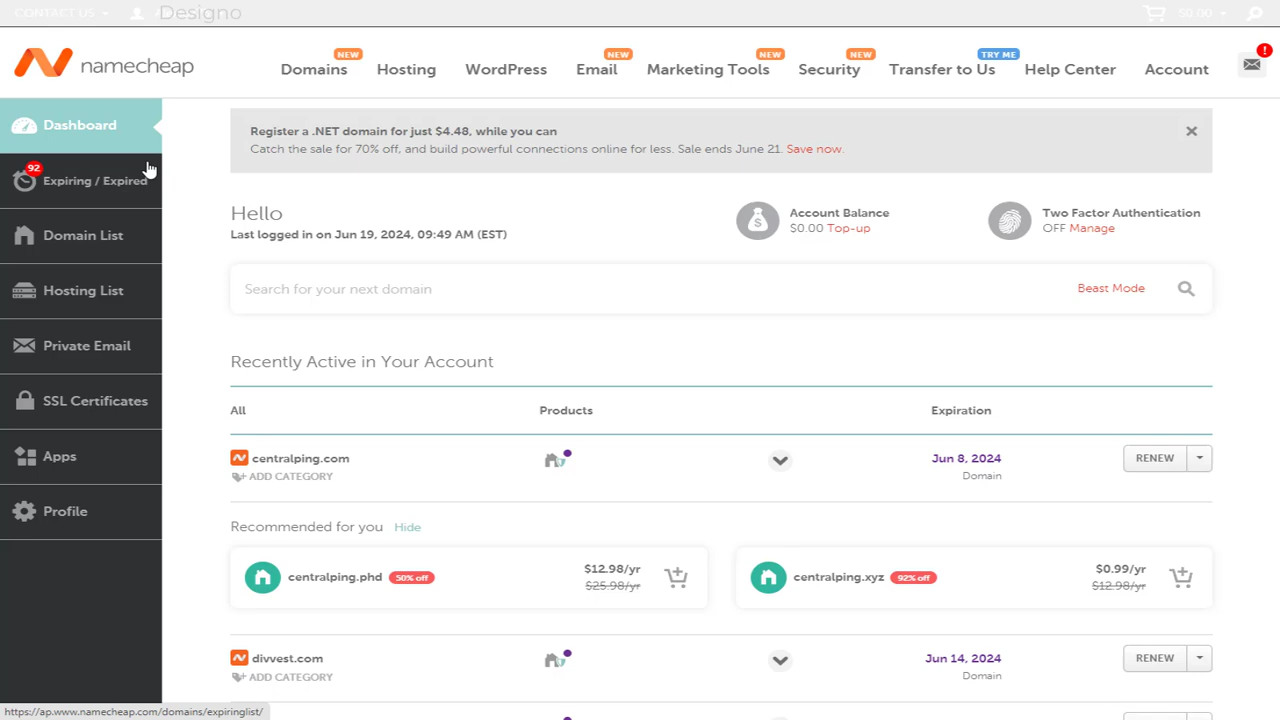 CONTACT US
Designo
$0.00
namecheap
NEW
NEW
NEW
NEW
TRY ME
!
Domains
Hosting
WordPress
Email
Marketing Tools
Security
Transfer to Us
Help Center
Account
Dashboard
92
Expiring / Expired
Domain List
Hosting List
Private Email
SSL Certificates
Apps
Profile
Register a .NET domain for just $4.48, while you can
Catch the sale for 70% off, and build powerful connections online for less. Sale ends June 21. Save now.
Hello
Last logged in on Jun 19, 2024, 09:49 AM (EST)
Account Balance
$0.00 Top-up
Two Factor Authentication
OFF Manage
Search for your next domain
Beast Mode
Recently Active in Your Account
All
Products
Expiration
centralping.com
ADD CATEGORY
Jun 8, 2024
Domain
RENEW
Recommended for you Hide
centralping.phd 50% off
$12.98/yr
$25.98/yr
centralping.xyz 92% off
$0.99/yr
$12.98/yr
divvest.com
ADD CATEGORY
Jun 14, 2024
Domain
RENEW
https://ap.www.namecheap.com/domains/expiringlist/